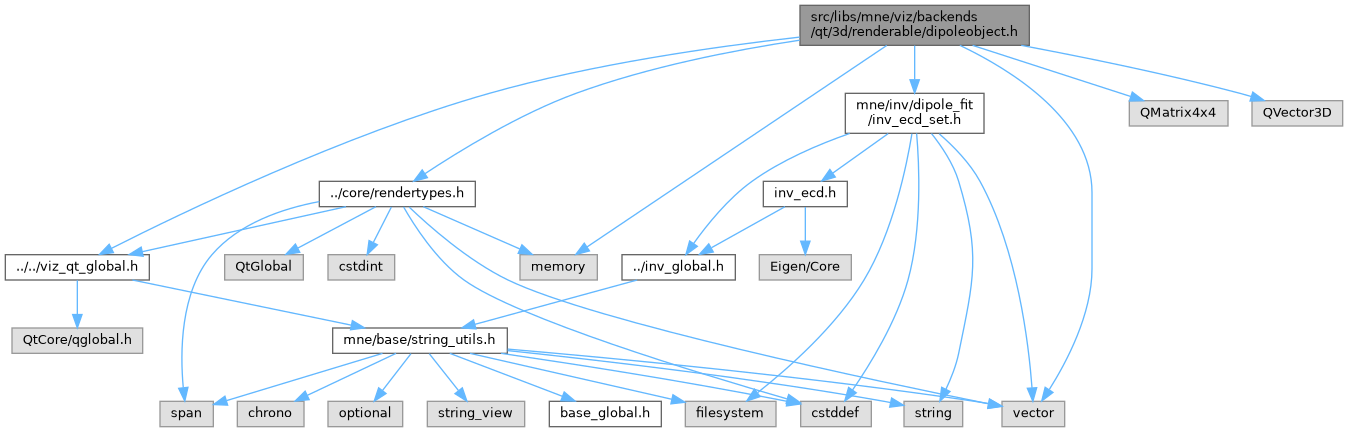 src/libs/mne/viz/backends
/qt/3d/renderable/dipoleobject.h
mne/inv/dipole_fit
/inv_ecd_set.h
QMatrix4x4
QVector3D
../core/rendertypes.h
inv_ecd.h
../../viz_qt_global.h
QtGlobal
cstdint
memory
../inv_global.h
Eigen/Core
QtCore/qglobal.h
mne/base/string_utils.h
span
chrono
optional
string_view
base_global.h
filesystem
cstddef
string
vector